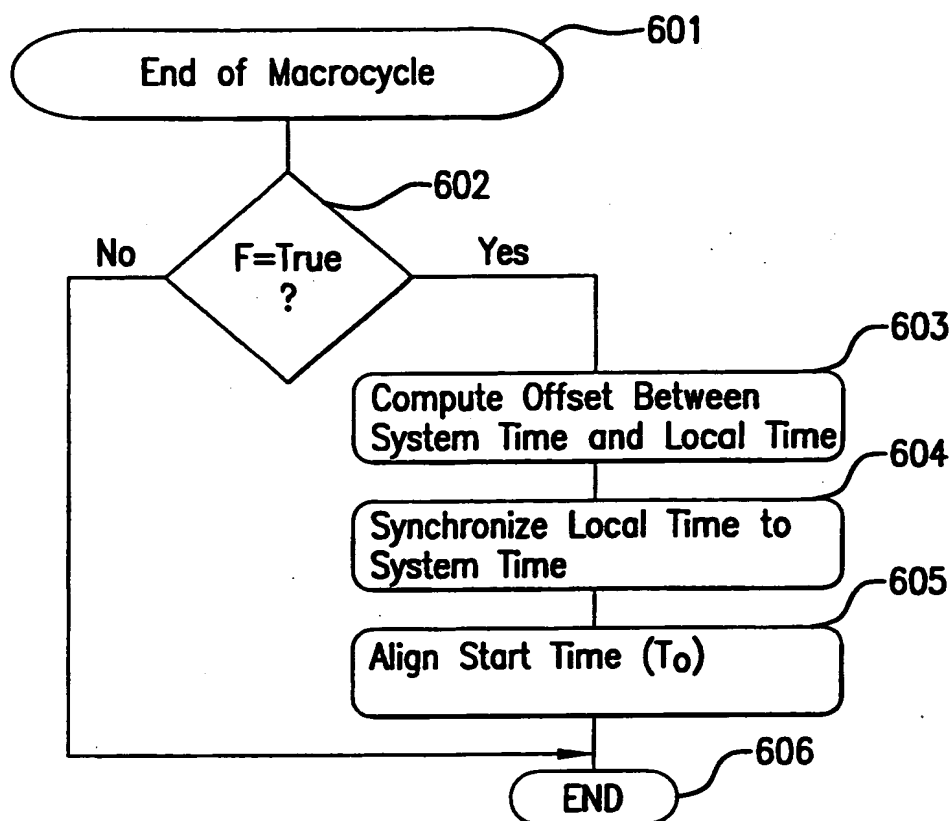 601
End of Macrocycle
602
No
F=True
?
Yes
603
Compute Offset Between
System Time and Local Time
604
Synchronize Local Time to
System Time
605
Align Start Time (T₀)
606
END